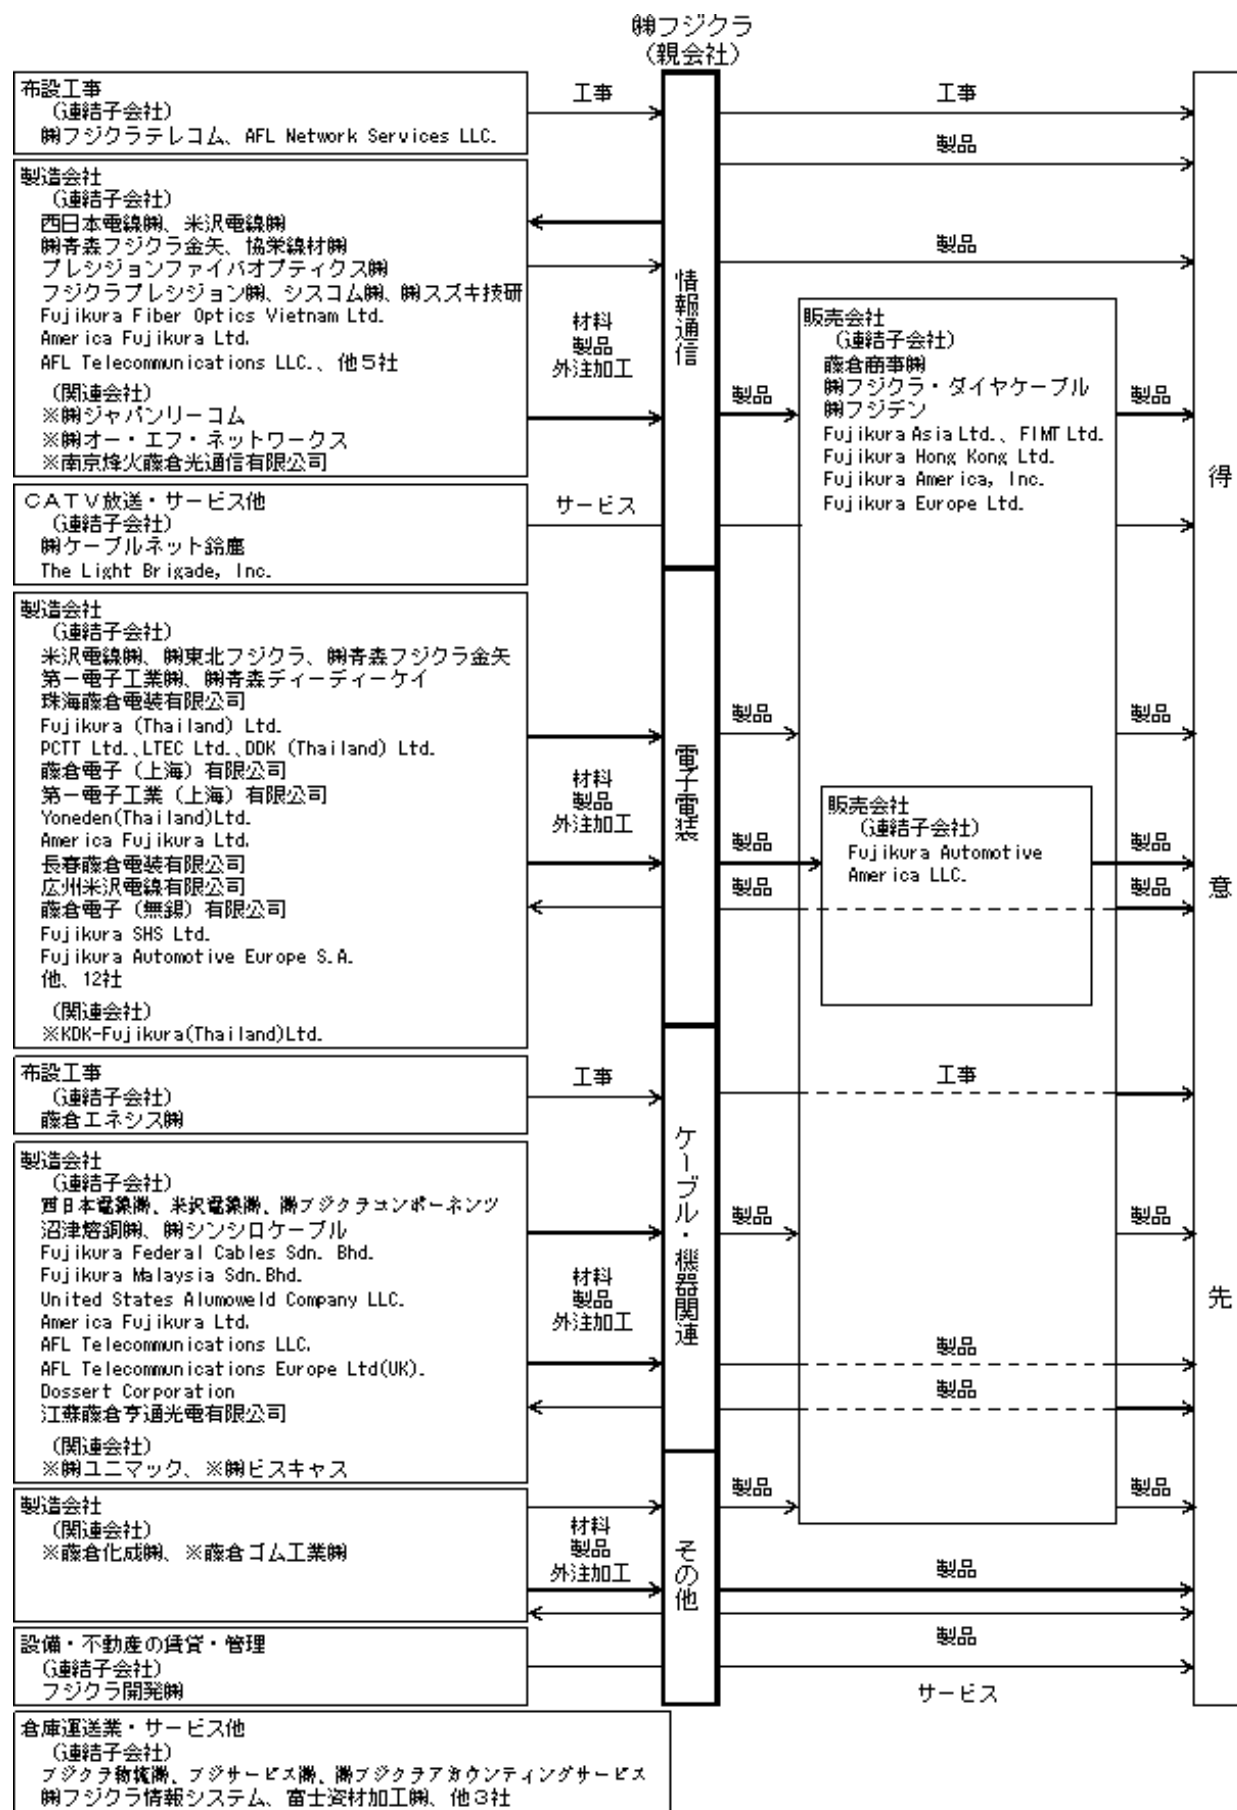 ㈱フジクラ
（親会社）
布設工事
（連結子会社）
㈱フジクラテレコム、AFL Network Services LLC.
工事
工事
製品
製造会社
（連結子会社）
西日本電線㈱、米沢電線㈱
㈱青森フジクラ金矢、協栄線材㈱
プレシジョンファイバオプティクス㈱
フジクラプレシジョン㈱、シスコム㈱、㈱スズキ技研
Fujikura Fiber Optics Vietnam Ltd.
America Fujikura Ltd.
AFL Telecommunications LLC.、他５社
（関連会社）
※㈱ジャパンリーコム
※㈱オー・エフ・ネットワークス
※南京烽火藤倉光通信有限公司
材料
製品
外注加工
情報通信
製品
製品
販売会社
（連結子会社）
藤倉商事㈱
㈱フジクラ・ダイヤケーブル
㈱フジデン
Fujikura Asia Ltd.、FIMT Ltd.
Fujikura Hong Kong Ltd.
Fujikura America, Inc.
Fujikura Europe Ltd.
製品
得意先
ＣＡＴＶ放送・サービス他
（連結子会社）
㈱ケーブルネット鈴鹿
The Light Brigade, Inc.
サービス
製造会社
（連結子会社）
米沢電線㈱、㈱東北フジクラ、㈱青森フジクラ金矢
第一電子工業㈱、㈱青森ディーディーケイ
珠海藤倉電装有限公司
Fujikura (Thailand) Ltd.
PCTT Ltd.、LTEC Ltd.、DDK (Thailand) Ltd.
藤倉電子（上海）有限公司
第一電子工業（上海）有限公司
Yoneden(Thailand)Ltd.
America Fujikura Ltd.
長春藤倉電装有限公司
広州米沢電線有限公司
藤倉電子（無錫）有限公司
Fujikura SHS Ltd.
Fujikura Automotive Europe S.A.
他、12社
（関連会社）
※KDK-Fujikura(Thailand)Ltd.
材料
製品
外注加工
電子電装
製品
製品
製品
製品
販売会社
（連結子会社）
Fujikura Automotive
America LLC.
製品
製品
布設工事
（連結子会社）
藤倉エネシス㈱
工事
工事
製造会社
（連結子会社）
西日本電線㈱、米沢電線㈱、㈱フジクラコンポーネンツ
沼津熔銅㈱、㈱シンシロケーブル
Fujikura Federal Cables Sdn. Bhd.
Fujikura Malaysia Sdn.Bhd.
United States Alumoweld Company LLC.
America Fujikura Ltd.
AFL Telecommunications LLC.
AFL Telecommunications Europe Ltd(UK).
Dossert Corporation
江蘇藤倉亨通光電有限公司
（関連会社）
※㈱ユニマック、※㈱ビスキャス
材料
製品
外注加工
ケーブル・機器関連
製品
製品
製品
製品
製造会社
（関連会社）
※藤倉化成㈱、※藤倉ゴム工業㈱
材料
製品
外注加工
その他
製品
製品
製品
製品
設備・不動産の賃貸・管理
（連結子会社）
フジクラ開発㈱
サービス
倉庫運送業・サービス他
（連結子会社）
フジクラ物流㈱、フジサービス㈱、㈱フジクラアカウンティングサービス
㈱フジクラ情報システム、富士資材加工㈱、他３社